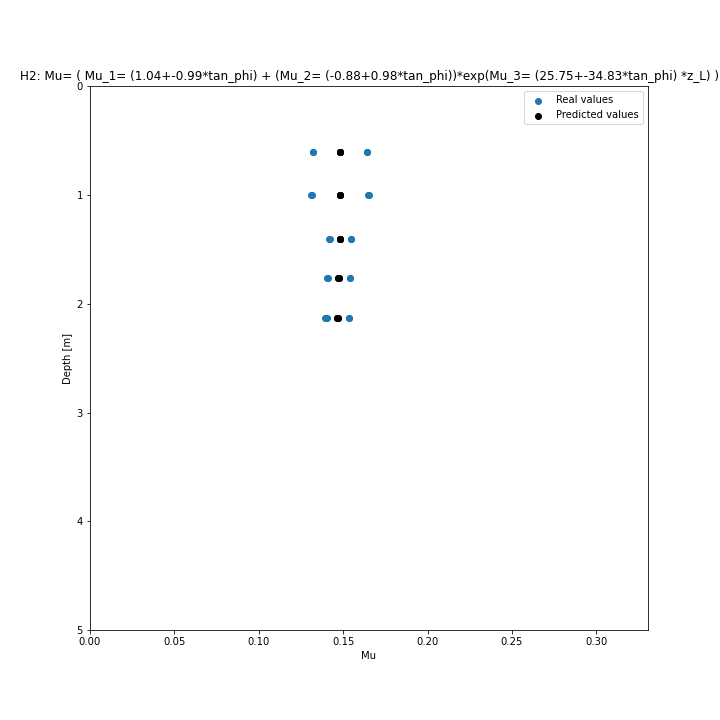 H2: Mu= ( Mu_1= (1.04+-0.99*tan_phi) + (Mu_2= (-0.88+0.98*tan_phi))*exp(Mu_3= (25.75+-34.83*tan_phi) *z_L) )
Real values
Predicted values
0
1
2
3
4
5
Depth [m]
0.00 0.05 0.10 0.15 0.20 0.25 0.30
Mu